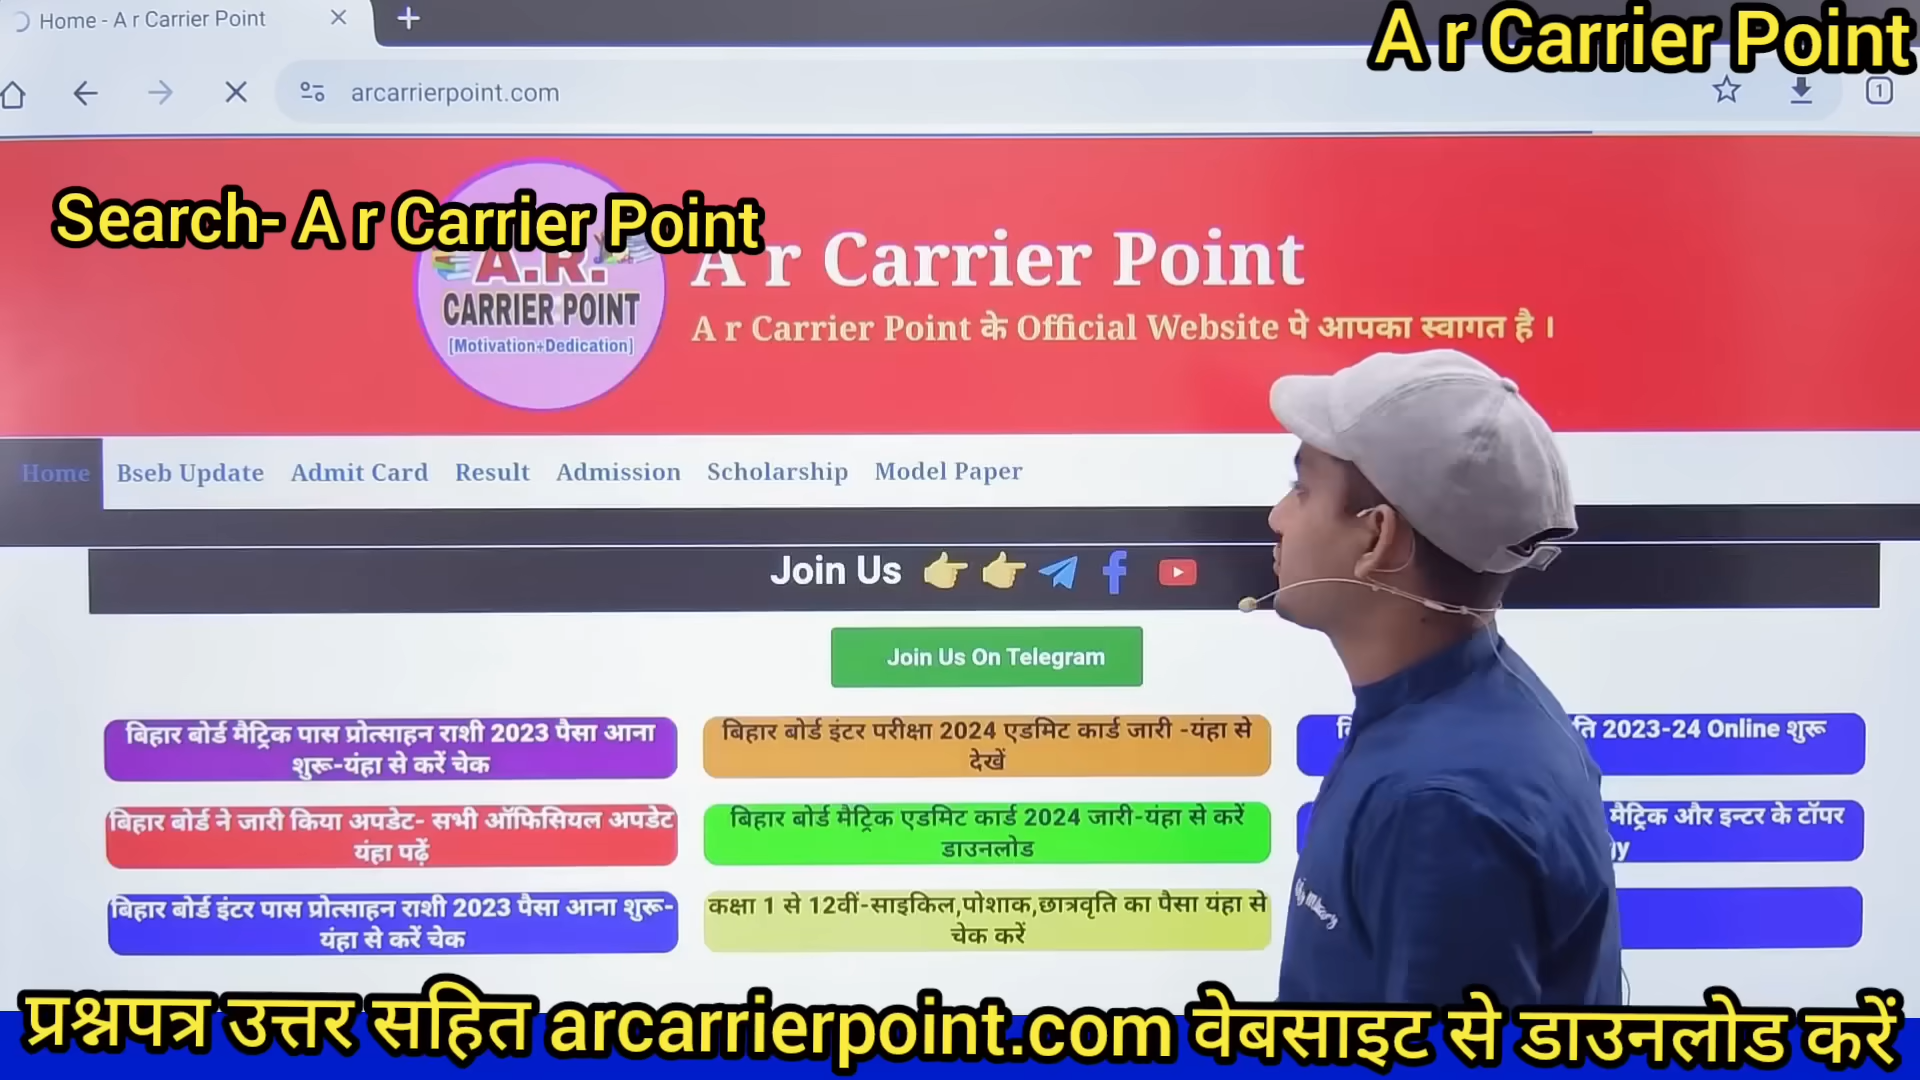 Home - A r Carrier Point
A r Carrier Point
arcarrierpoint.com
1
Search- A r Carrier Point
A.R.
CARRIER POINT
[Motivation+Dedication]
A r Carrier Point
A r Carrier Point के Official Website पे आपका स्वागत है ।
Home Bseb Update Admit Card Result Admission Scholarship Model Paper
Join Us
Join Us On Telegram
बिहार बोर्ड मैट्रिक पास प्रोत्साहन राशी 2023 पैसा आना
शुरू-यंहा से करें चेक
बिहार बोर्ड इंटर परीक्षा 2024 एडमिट कार्ड जारी -यंहा से
देखें
2023-24 Online शुरू
बिहार बोर्ड ने जारी किया अपडेट- सभी ऑफिसियल अपडेट
यंहा पढ़ें
बिहार बोर्ड मैट्रिक एडमिट कार्ड 2024 जारी-यंहा से करें
डाउनलोड
मैट्रिक और इन्टर के टॉपर
बिहार बोर्ड इंटर पास प्रोत्साहन राशी 2023 पैसा आना शुरू-
यंहा से करें चेक
कक्षा 1 से 12वीं-साइकिल,पोशाक,छात्रवृति का पैसा यंहा से
चेक करें
प्रश्नपत्र उत्तर सहित arcarrierpoint.com वेबसाइट से डाउनलोड करें